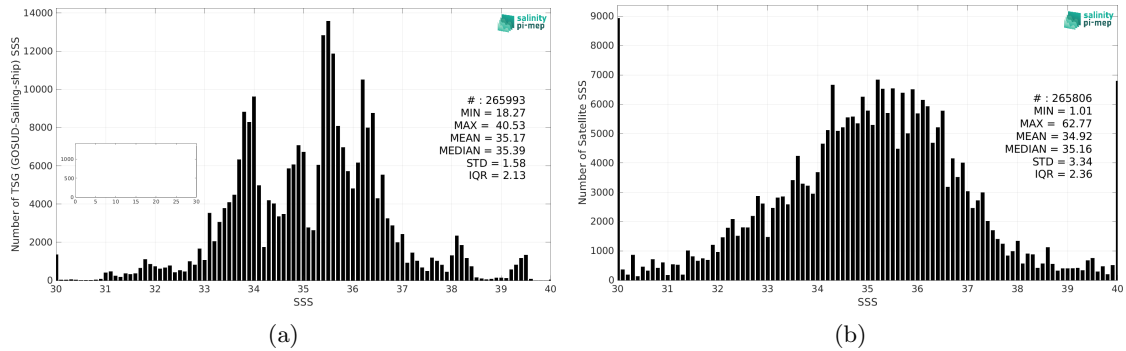 14000
12000
10000
8000
6000
4000
2000
0
Number of TSG (GOSUD-Sailing-ship) SSS
salinity
pi-mep
# : 265993
MIN = 18.27
MAX = 40.53
MEAN = 35.17
MEDIAN = 35.39
STD = 1.58
IQR = 2.13
1000
500
0
0 5 10 15 20 25 30
30 31 32 33 34 35 36 37 38 39 40
SSS
(a)
9000
8000
7000
6000
5000
4000
3000
2000
1000
0
Number of Satellite SSS
salinity
pi-mep
# : 265806
MIN = 1.01
MAX = 62.77
MEAN = 34.92
MEDIAN = 35.16
STD = 3.34
IQR = 2.36
30 31 32 33 34 35 36 37 38 39 40
SSS
(b)